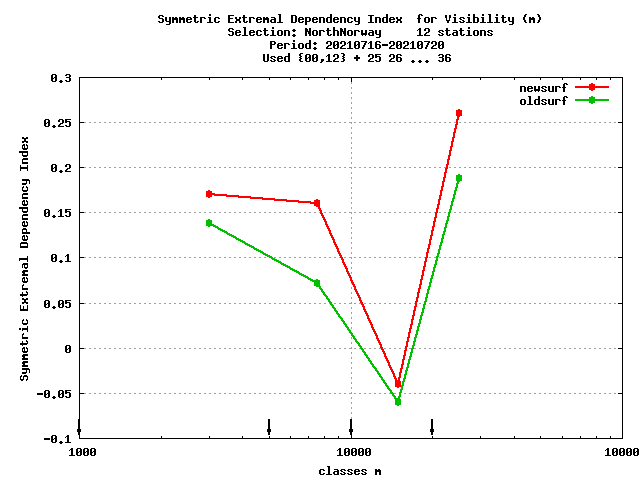 Symmetric Extremal Dependency Index  for Visibility (m)
Selection: NorthNorway     12 stations
Period: 20210716-20210720
Used {00,12} + 25 26 ... 36
newsurf
oldsurf
0.3
0.25
0.2
0.15
0.1
0.05
0
-0.05
-0.1
Symmetric Extremal Dependency Index
1000 10000 10000
classes m